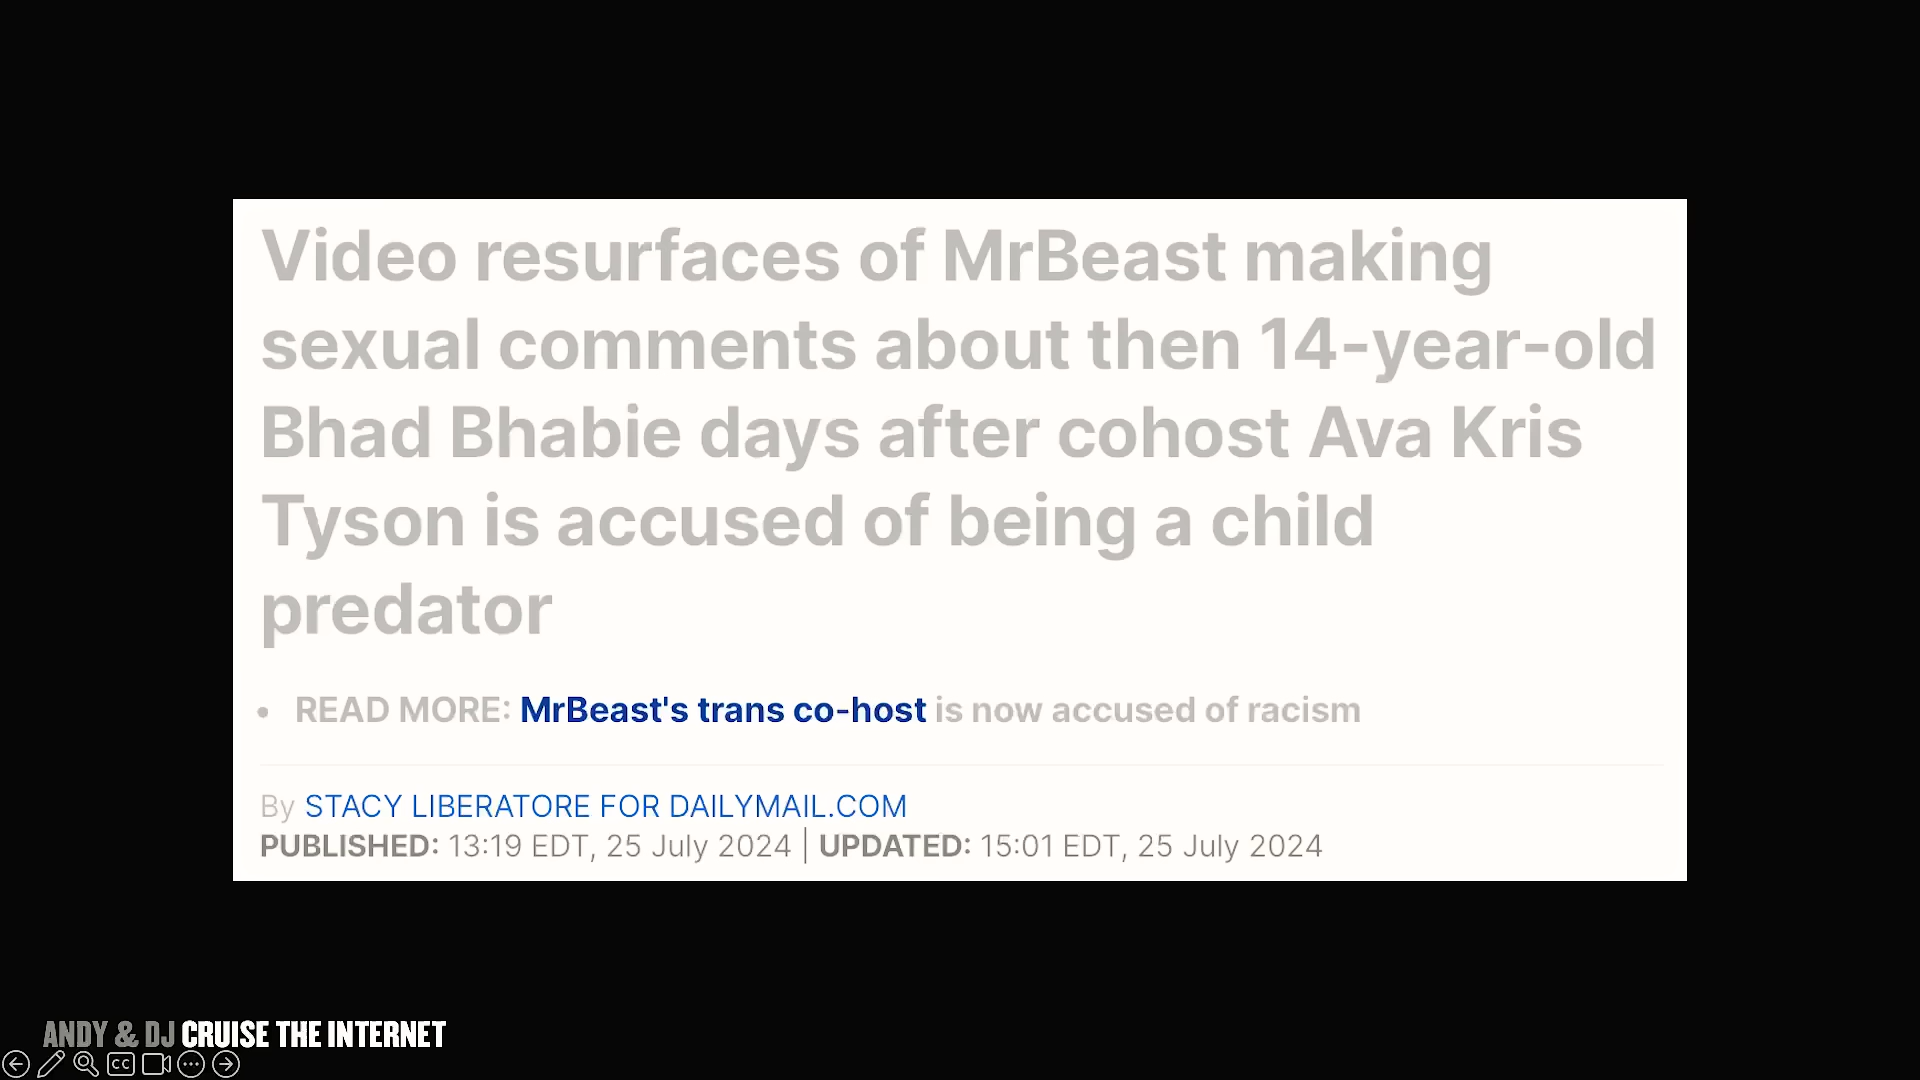 Video resurfaces of MrBeast making
sexual comments about then 14-year-old
Bhad Bhabie days after cohost Ava Kris
Tyson is accused of being a child
predator
• READ MORE: MrBeast's trans co-host is now accused of racism
By STACY LIBERATORE FOR DAILYMAIL.COM
PUBLISHED: 13:19 EDT, 25 July 2024 | UPDATED: 15:01 EDT, 25 July 2024
ANDY & DJ CRUISE THE INTERNET
CC